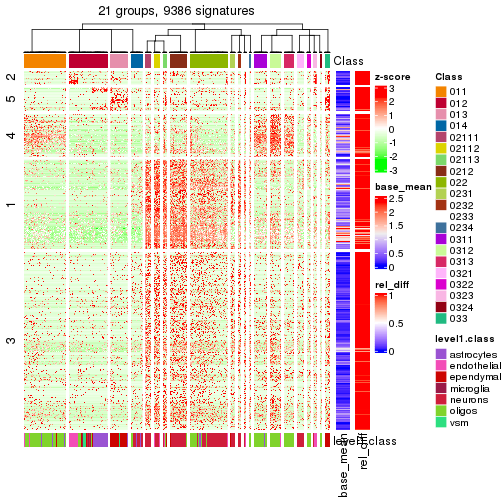 21 groups, 9386 signatures
Class
2
5
4
1
3
level1.class
base_mean
rel_diff
z-score
3
2
1
0
-1
-2
-3
base_mean
2.5
2
1.5
1
0.5
0
rel_diff
1
0.5
0
Class
011
012
013
014
02111
02112
02113
0212
022
0231
0232
0233
0234
0311
0312
0313
0321
0322
0323
0324
033
level1.class
astrocytes
endothelial
ependymal
microglia
neurons
oligos
vsm